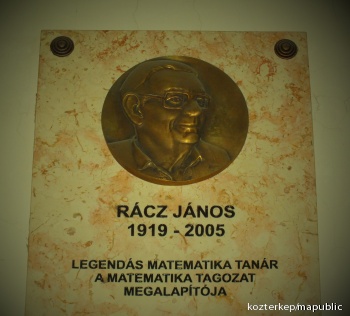 RÁCZ JÁNOS
1919 - 2005
LEGENDÁS MATEMATIKA TANÁR
A MATEMATIKA TAGOZAT
MEGALAPÍTÓJA
kozterkep/mapublic